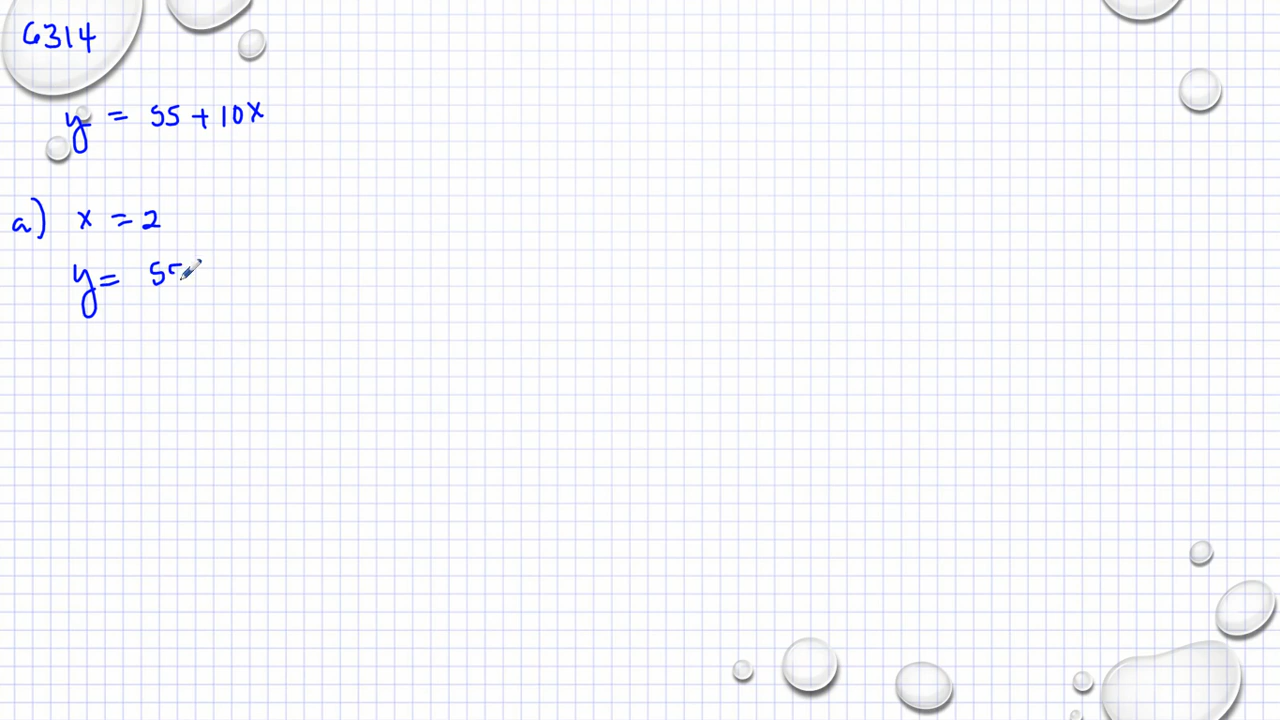 6314
y = 55 + 10x
a) x = 2
y = 55